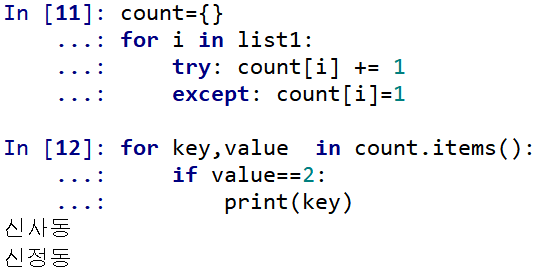 In [11]: count={}
    ...: for i in list1:
    ...:     try: count[i] += 1
    ...:     except: count[i]=1
In [12]: for key,value  in count.items():
    ...:     if value==2:
    ...:         print(key)
신사동
신정동